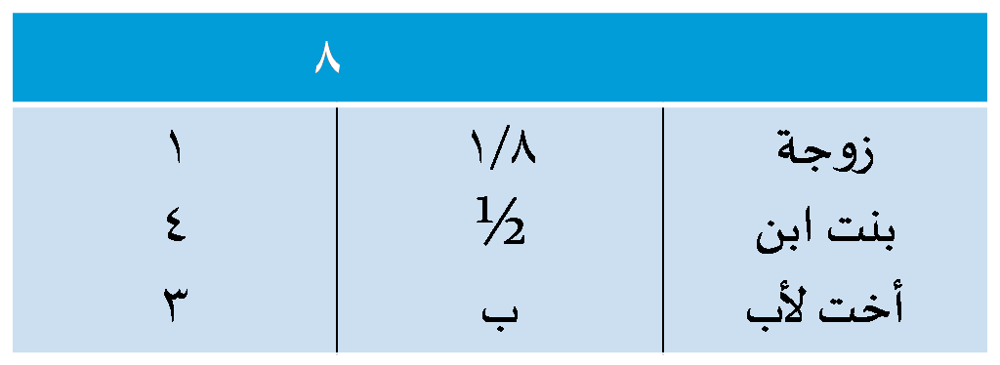 ٨
زوجة ١/٨ ١
بنت ابن ½ ٤
أخت لأب ب ٣